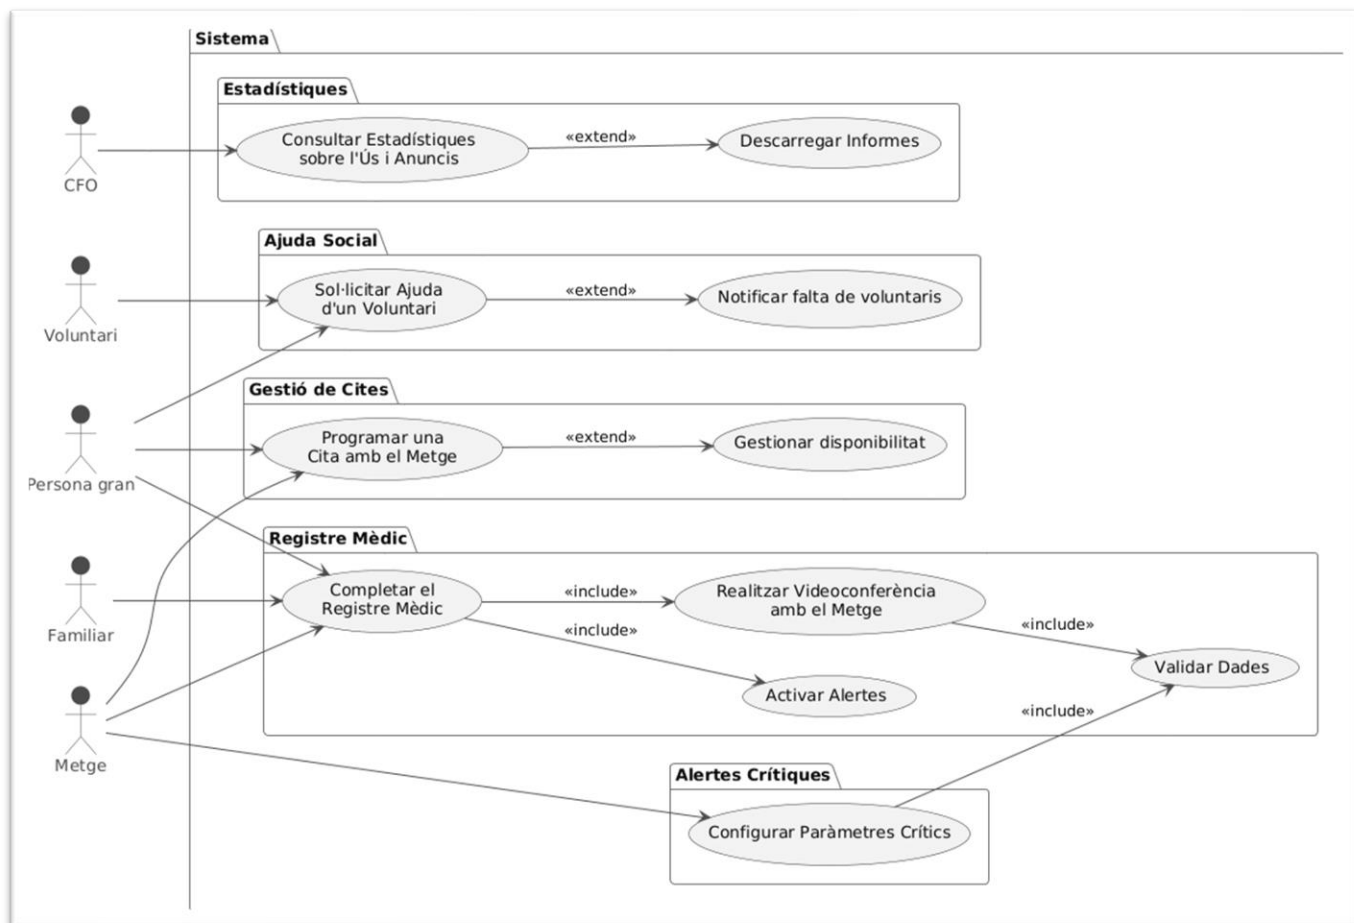 Sistema
Estadístiques
CFO
Consultar Estadístiques
sobre l'Ús i Anuncis
«extend»
Descarregar Informes
Ajuda Social
Voluntari
Sol·licitar Ajuda
d'un Voluntari
«extend»
Notificar falta de voluntaris
Gestió de Cites
Persona gran
Programar una
Cita amb el Metge
«extend»
Gestionar disponibilitat
Registre Mèdic
Familiar
Completar el
Registre Mèdic
«include»
Realitzar Videoconferència
amb el Metge
«include»
«include»
Validar Dades
Activar Alertes
«include»
Metge
Alertes Crítiques
Configurar Paràmetres Crítics